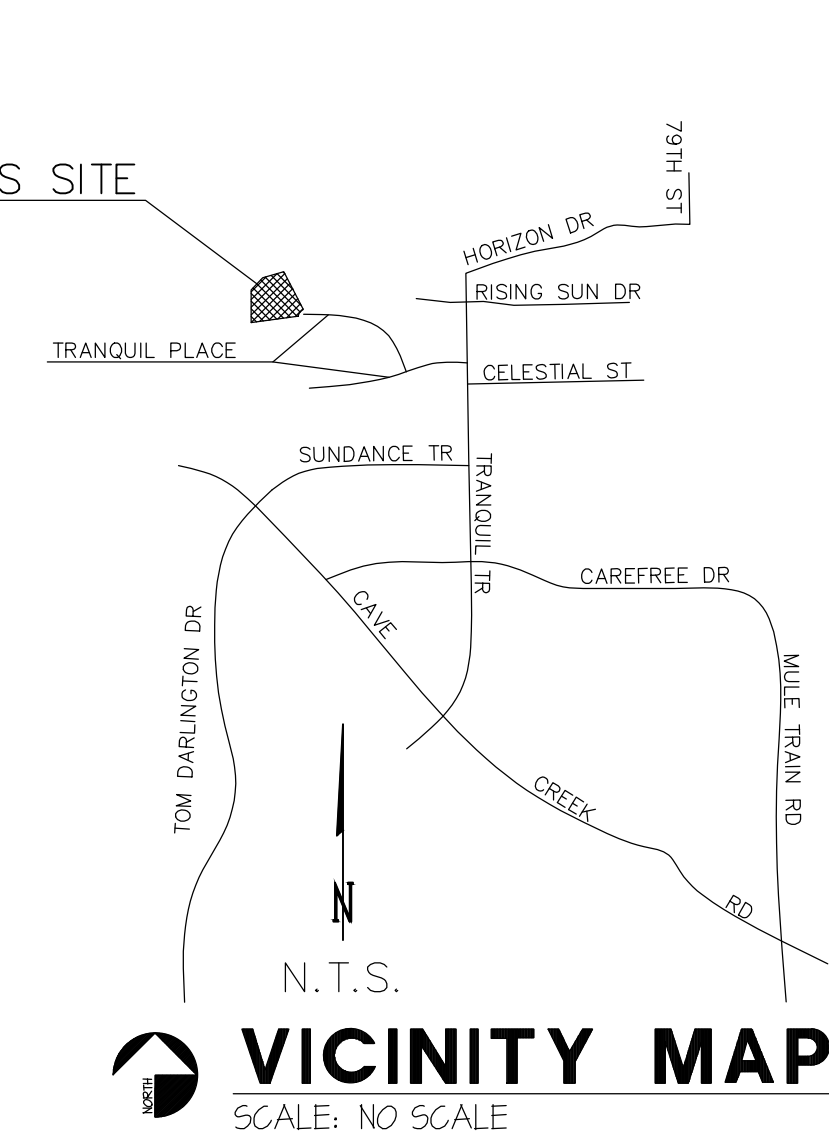 79TH ST
S SITE
HORIZON DR
RISING SUN DR
TRANQUIL PLACE
CELESTIAL ST
SUNDANCE TR
TRANQUIL TR
CAREFREE DR
CAVE CREEK RD
TOM DARLINGTON DR
MULE TRAIN RD
N
N.T.S.
NORTH
VICINITY MAP
SCALE: NO SCALE